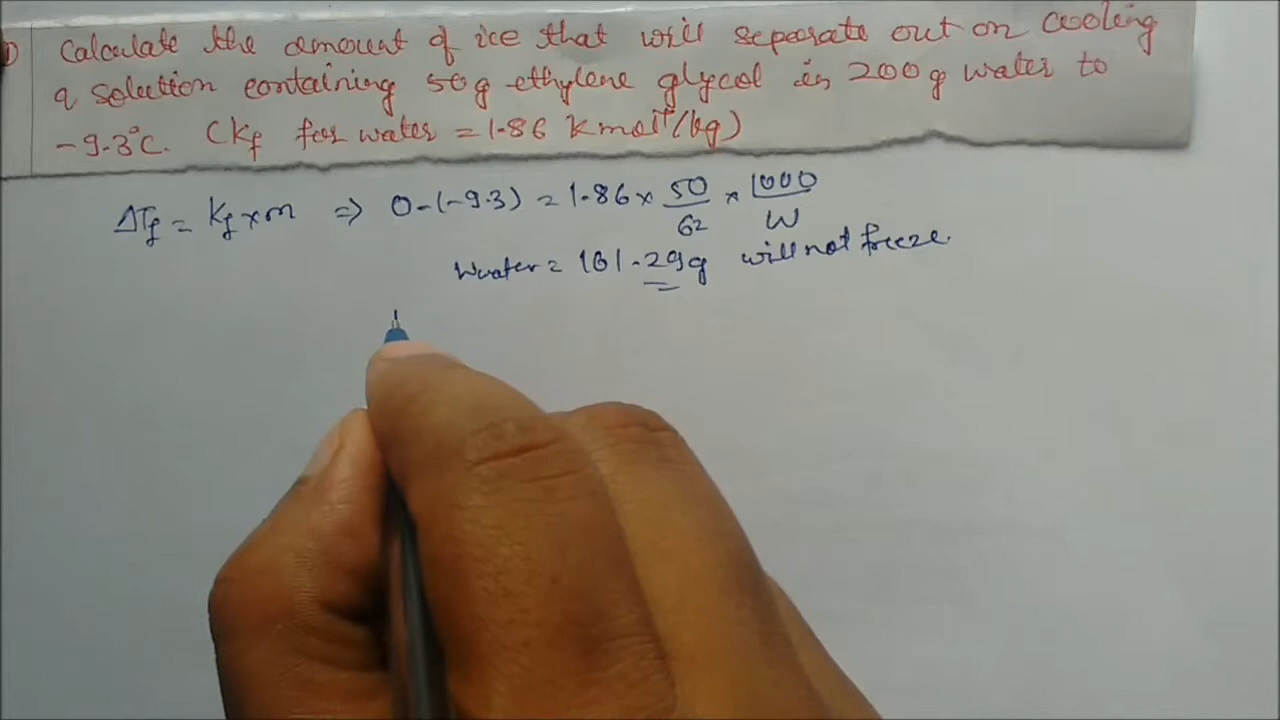 Calculate the amount of ice that will separate out on cooling
a solution containing 50g ethylene glycol in 200g water to
-9.3°C. (Kf for water = 1.86 K mol⁻¹/kg)
ΔTf = Kf × m ⇒ 0-(-9.3) = 1.86 × 50/62 × 1000/W
Wwater = 161.29g will not freeze.